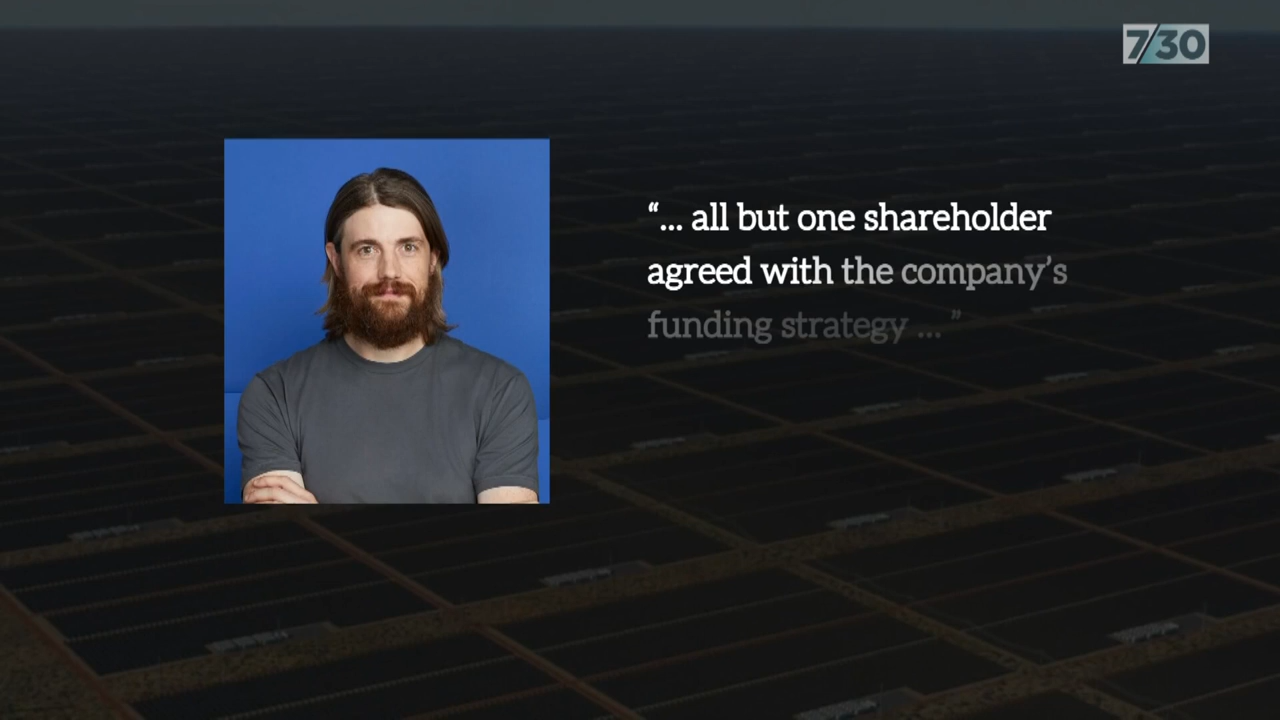 7/30
“... all but one shareholder
agreed with the company’s
funding strategy ... ”